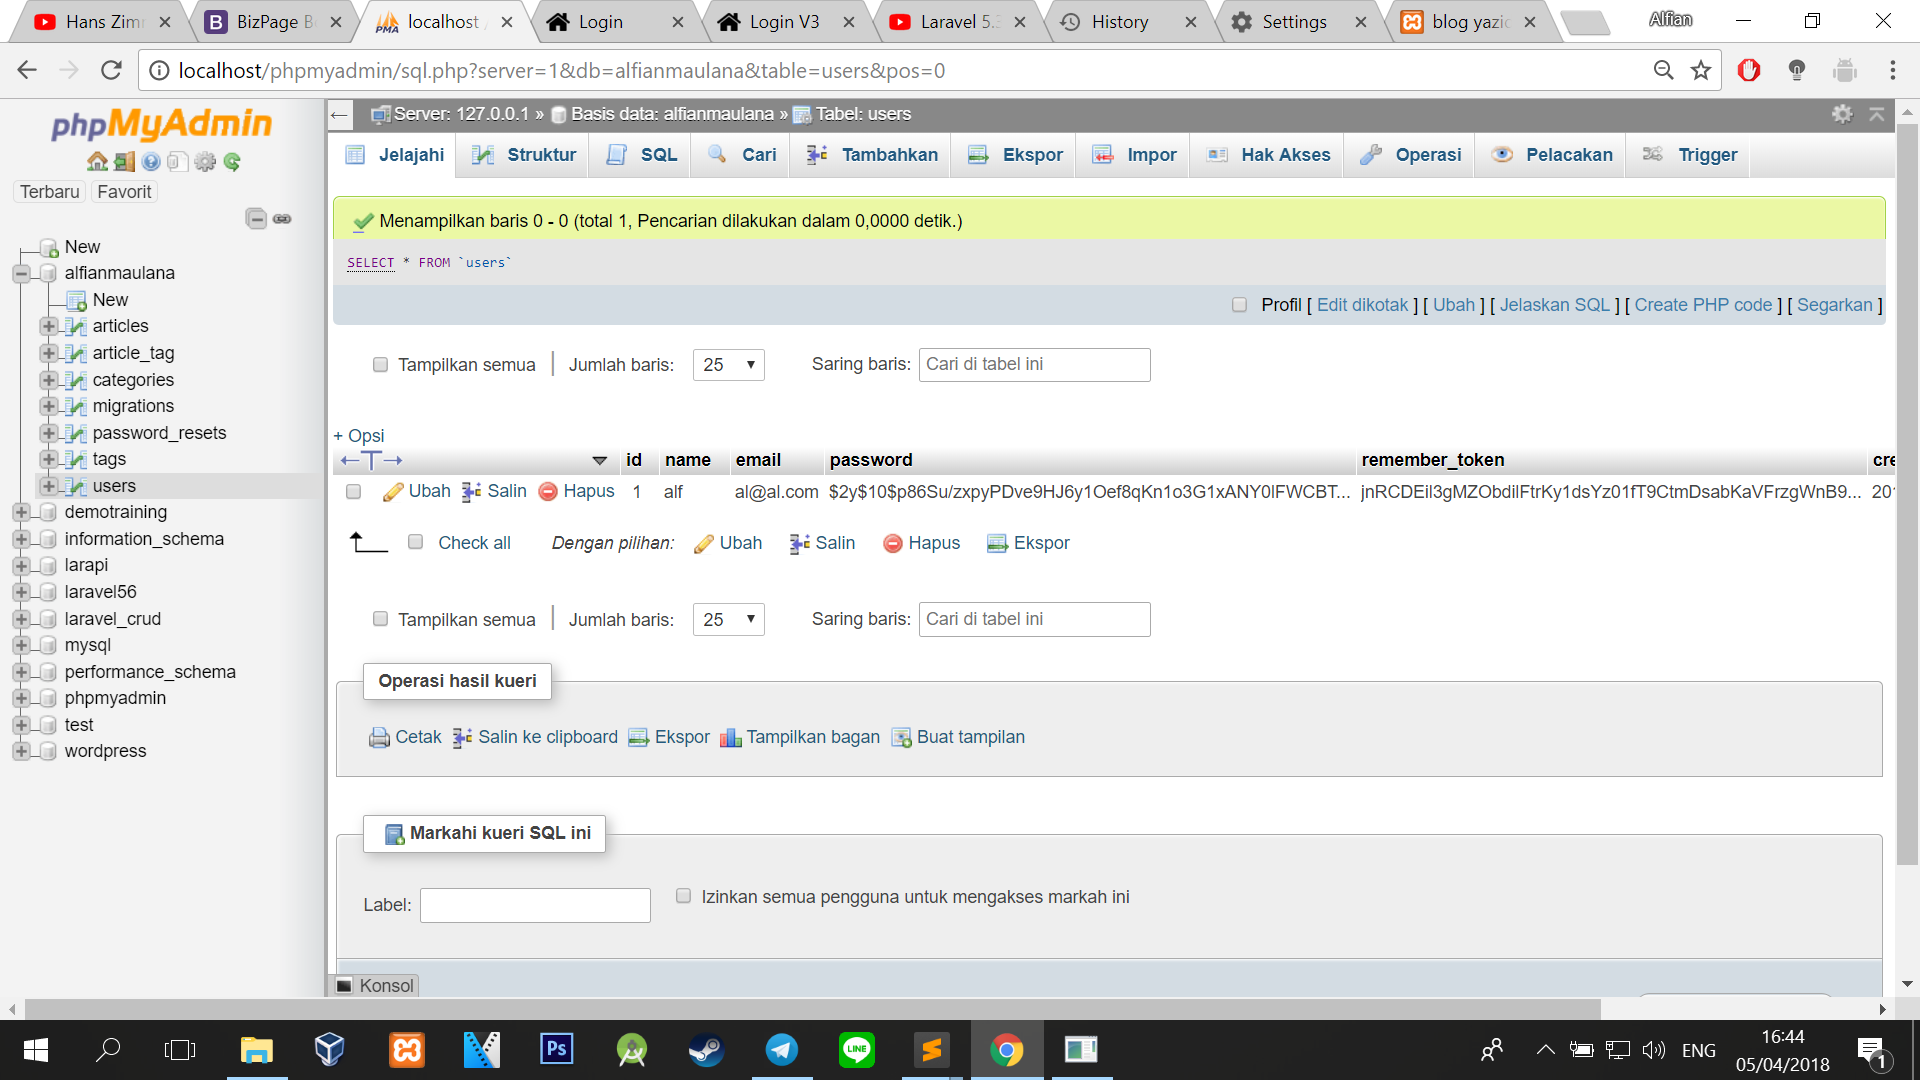 Hans Zim
BizPage B
localhost /
Login
Login V3
Laravel 5.
History
Settings
blog yazi
Alfian
localhost/phpmyadmin/sql.php?server=1&db=alfianmaulana&table=users&pos=0
phpMyAdmin
Terbaru Favorit
New
alfianmaulana
New
articles
article_tag
categories
migrations
password_resets
tags
users
demotraining
information_schema
larapi
laravel56
laravel_crud
mysql
performance_schema
phpmyadmin
test
wordpress
Server: 127.0.0.1 » Basis data: alfianmaulana » Tabel: users
Jelajahi Struktur SQL Cari Tambahkan Ekspor Impor Hak Akses Operasi Pelacakan Trigger
Menampilkan baris 0 - 0 (total 1, Pencarian dilakukan dalam 0,0000 detik.)
SELECT * FROM `users`
Profil [ Edit dikotak ] [ Ubah ] [ Jelaskan SQL ] [ Create PHP code ] [ Segarkan ]
Tampilkan semua | Jumlah baris: 25 Saring baris: Cari di tabel ini
+ Opsi
←T→ id name email password remember_token cre
Ubah Salin Hapus 1 alf al@al.com $2y$10$p86Su/zxpyPDve9HJ6y1Oef8qKn1o3G1xANY0lFWCBT... jnRCDEil3gMZObdilFtrKy1dsYz01fT9CtmDsabKaVFrzgWnB9... 201
Check all Dengan pilihan: Ubah Salin Hapus Ekspor
Tampilkan semua | Jumlah baris: 25 Saring baris: Cari di tabel ini
Operasi hasil kueri
Cetak Salin ke clipboard Ekspor Tampilkan bagan Buat tampilan
Markahi kueri SQL ini
Label: Izinkan semua pengguna untuk mengakses markah ini
Konsol
Ps
LINE
ENG
16:44
05/04/2018
1